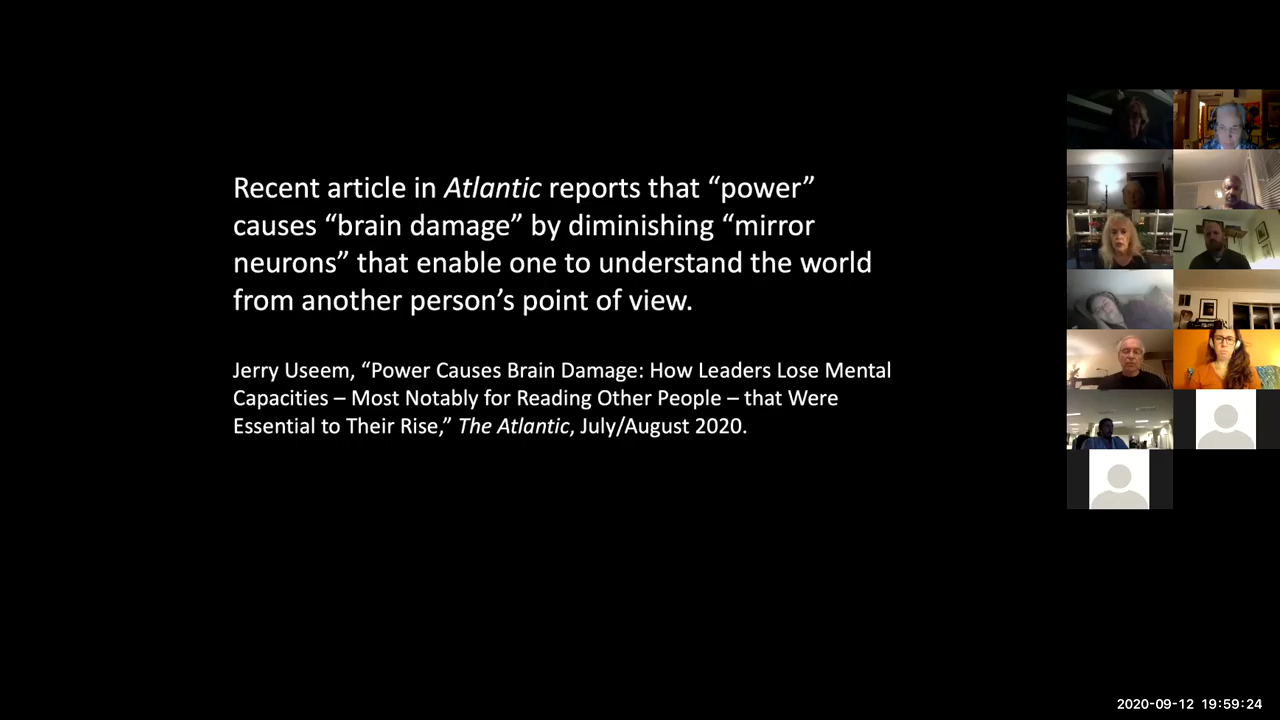 Recent article in Atlantic reports that “power”
causes “brain damage” by diminishing “mirror
neurons” that enable one to understand the world
from another person’s point of view.
Jerry Useem, “Power Causes Brain Damage: How Leaders Lose Mental
Capacities – Most Notably for Reading Other People – that Were
Essential to Their Rise,” The Atlantic, July/August 2020.
2020-09-12 19:59:24